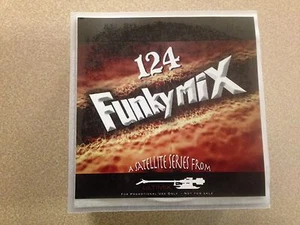 124
Funkymix
A SATELLITE SERIES FROM
FOR PROMOTIONAL USE ONLY - NOT FOR SALE